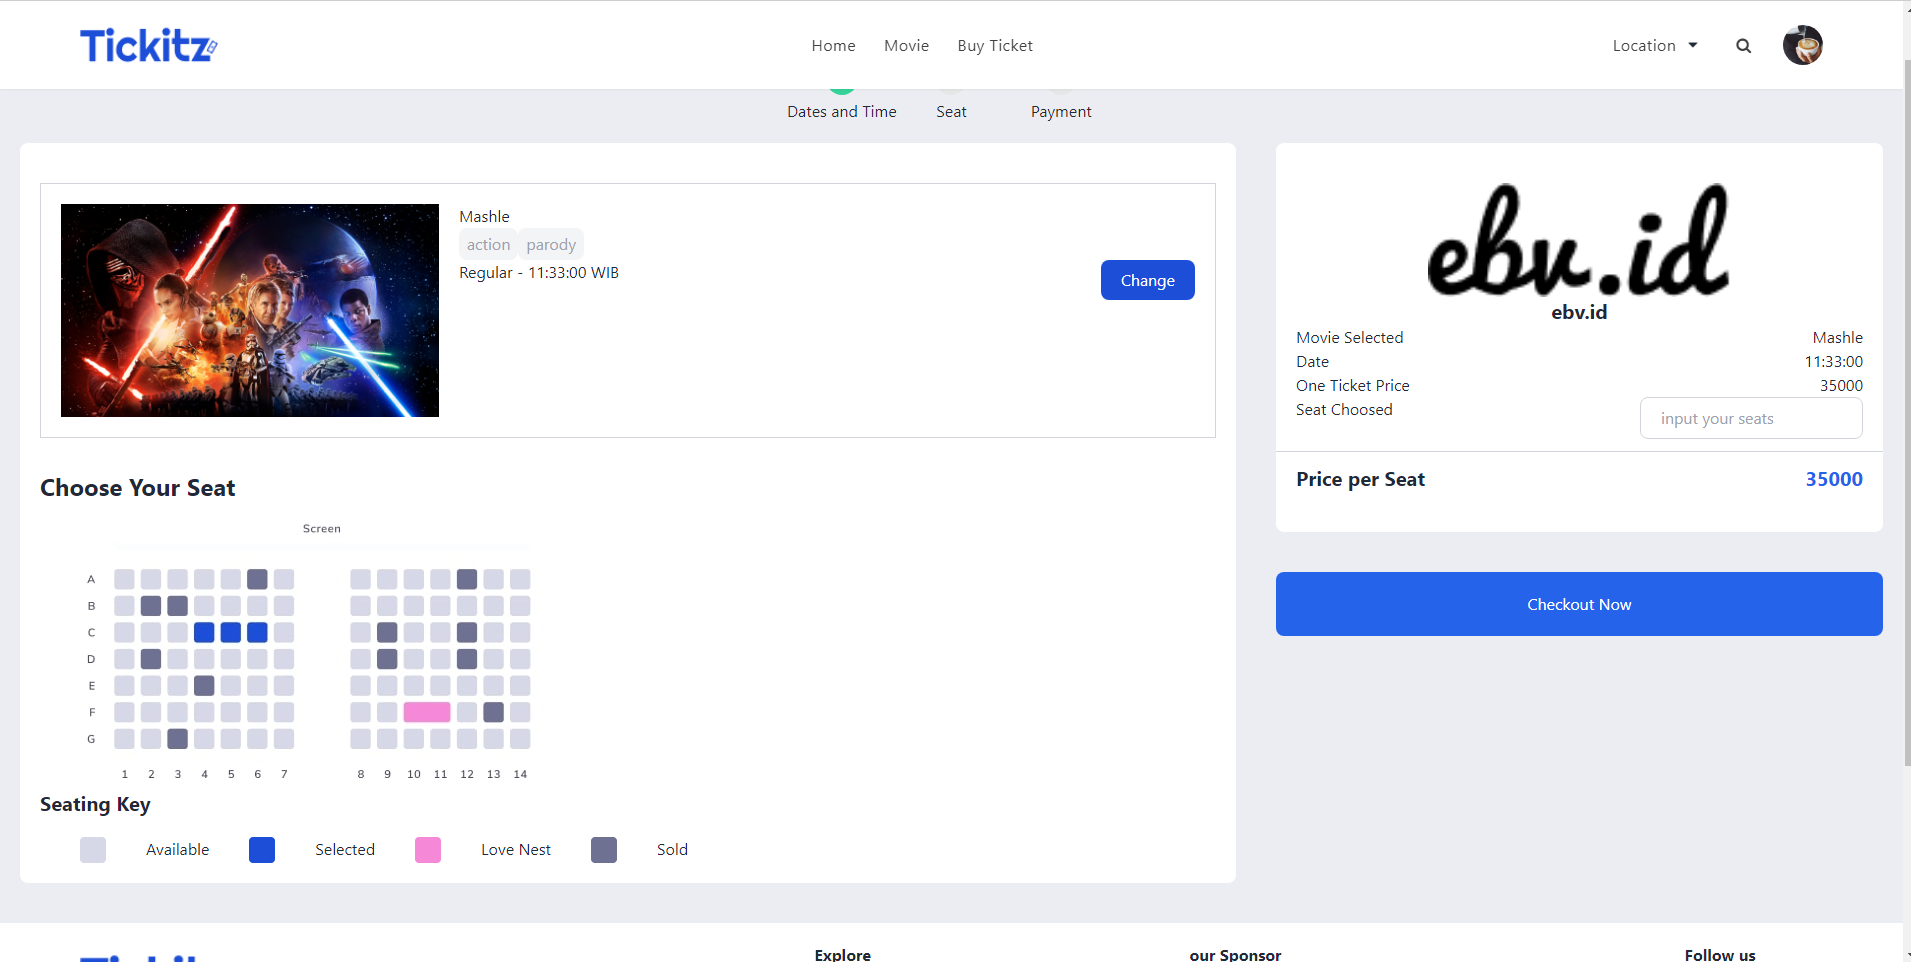 Tickitz
Home Movie Buy Ticket
Location
Dates and Time Seat Payment
Mashle
action parody
Regular - 11:33:00 WIB
Change
ebv.id
ebv.id
Movie Selected Mashle
Date 11:33:00
One Ticket Price 35000
Seat Choosed input your seats
Price per Seat 35000
Checkout Now
Choose Your Seat
Screen
A
B
C
D
E
F
G
1 2 3 4 5 6 7 8 9 10 11 12 13 14
Seating Key
Available Selected Love Nest Sold
Tickitz
Explore our Sponsor Follow us